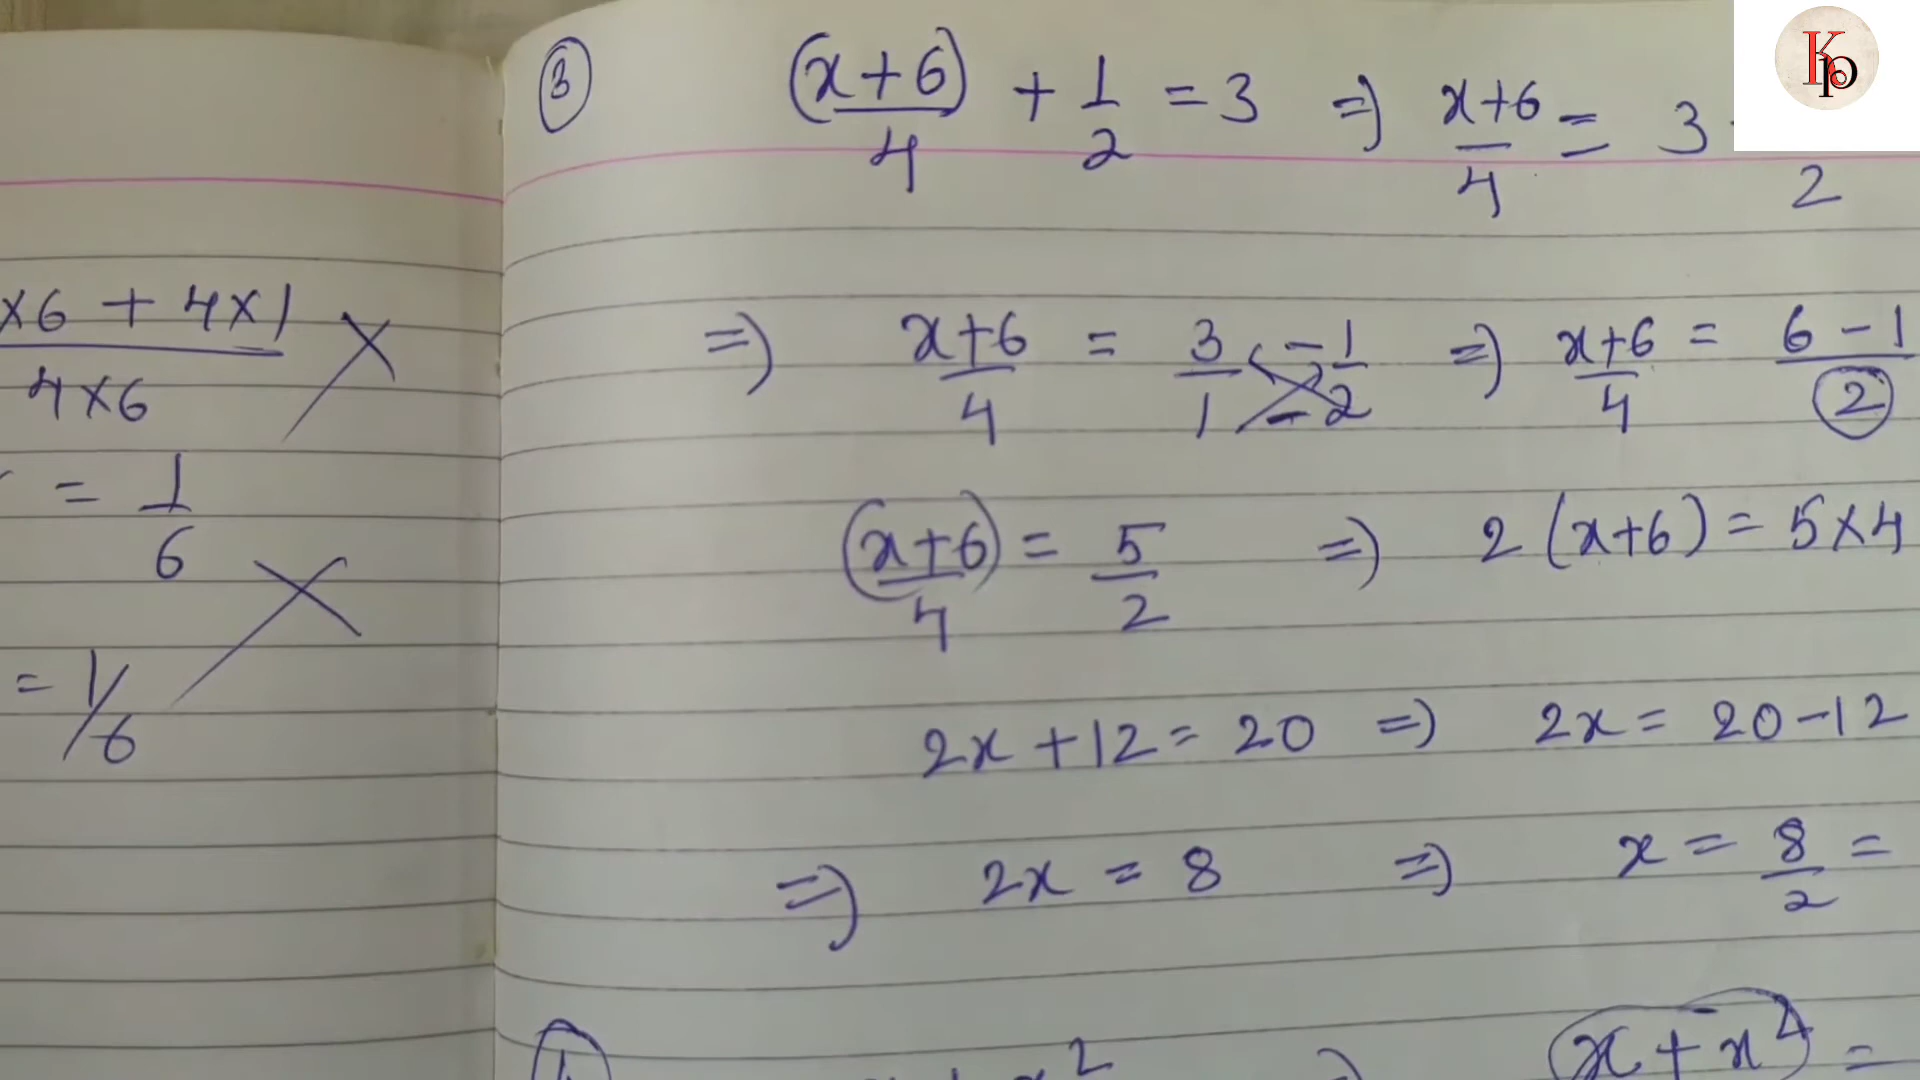 ×6 + 4×1
4×6
= 1
6
= 1/6
③ (x+6) + 1 = 3 ⇒ x+6 = 3
4 2 4 2
⇒ x+6 = 3 - 1 ⇒ x+6 = 6-1
4 1 - 2 4 2
(x+6) = 5 ⇒ 2(x+6) = 5×4
4 2
2x+12 = 20 ⇒ 2x = 20-12
⇒ 2x = 8 ⇒ x = 8 =
2
(x+x⁴) =
Kp